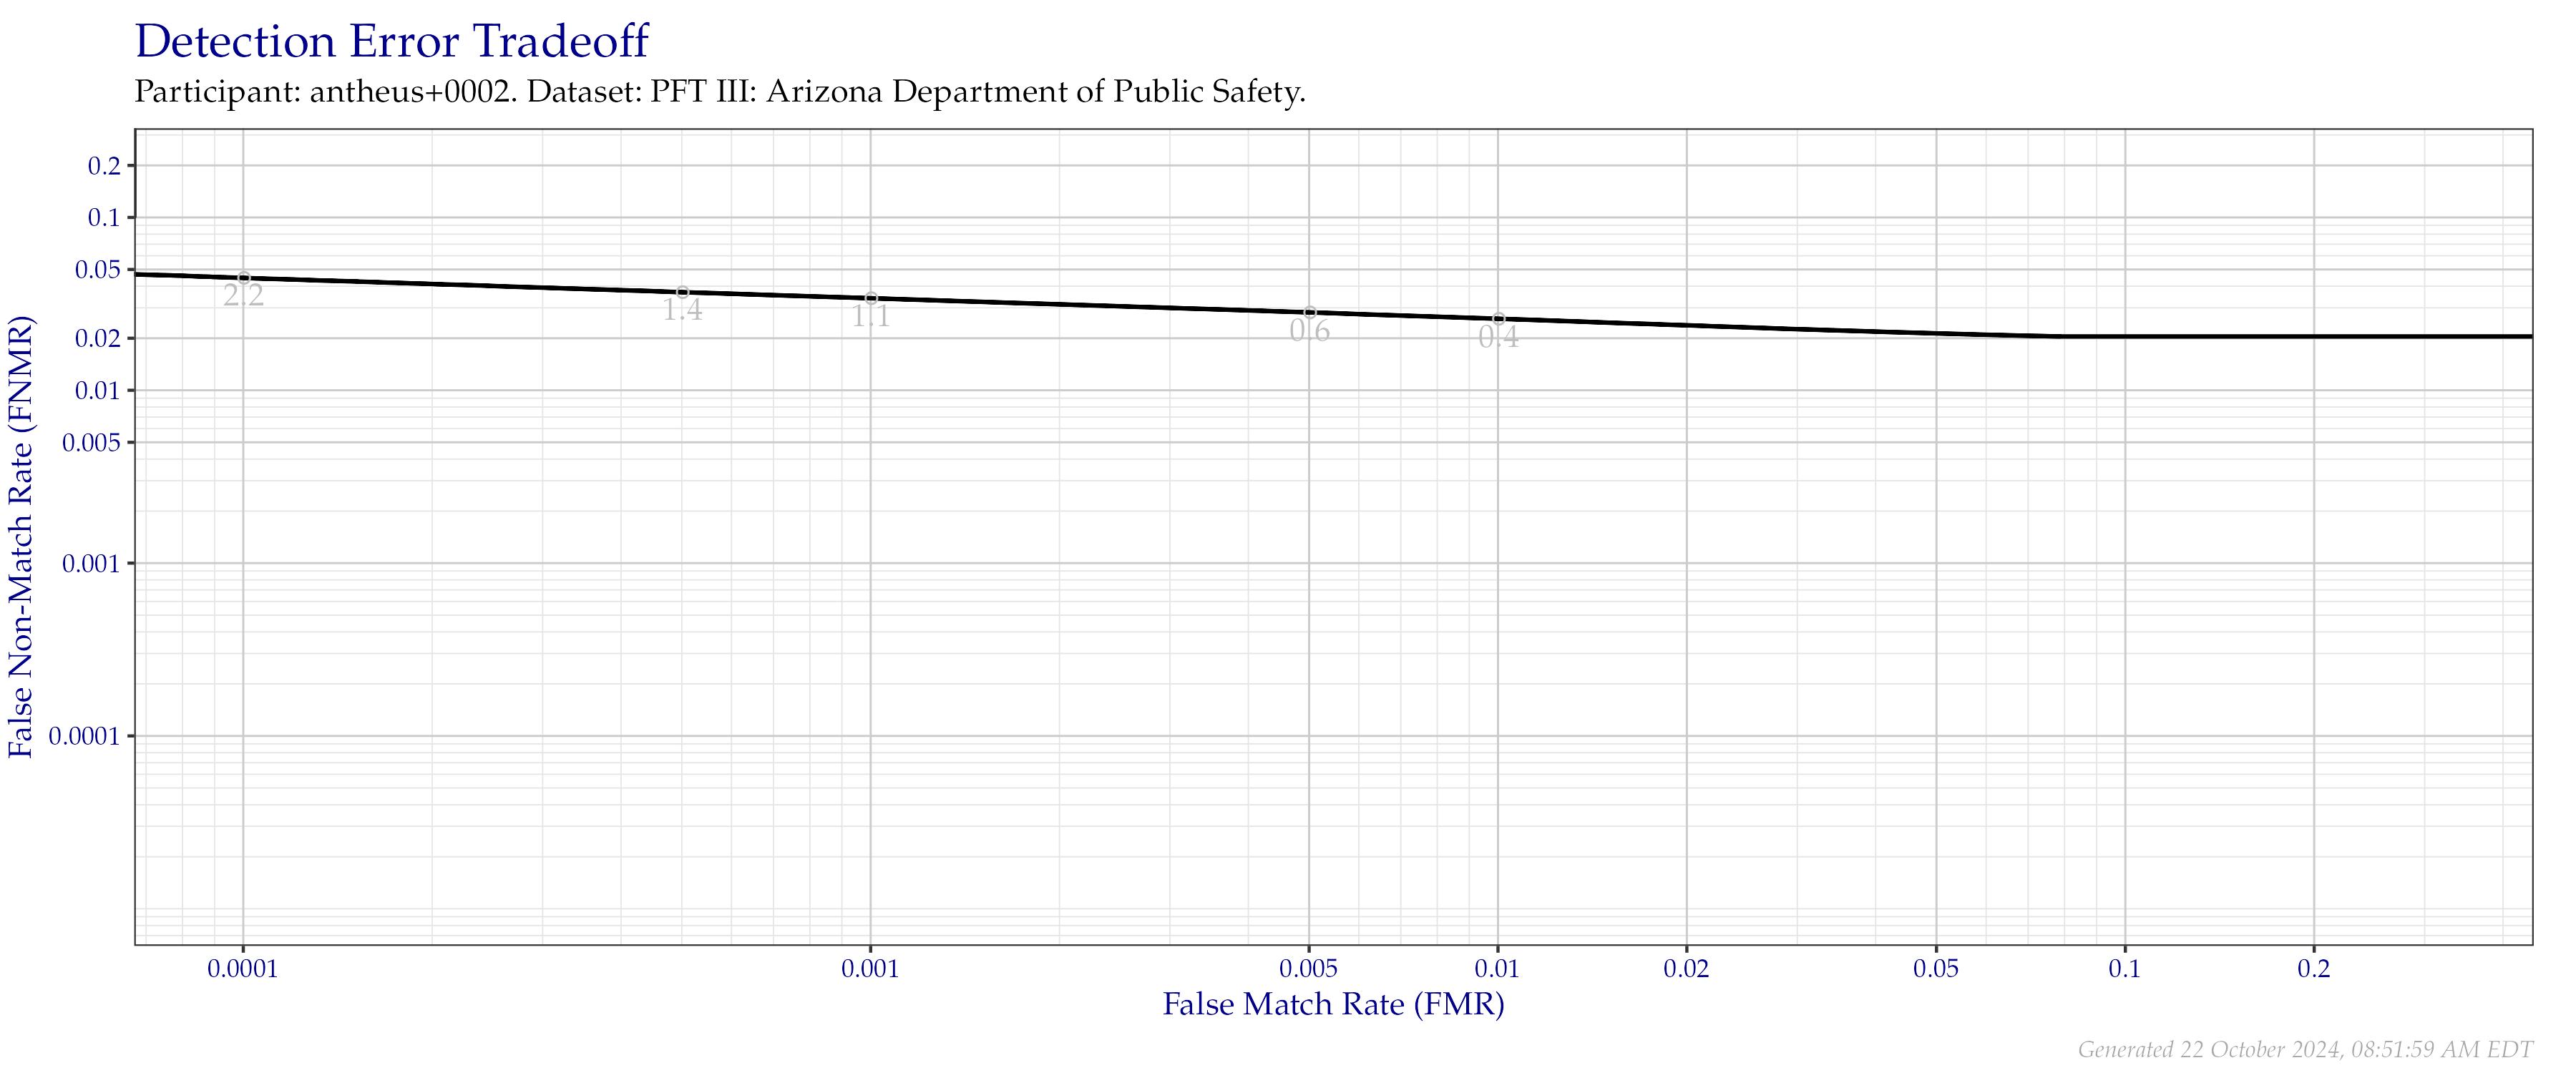 Detection Error Tradeoff
Participant: antheus+0002. Dataset: PFT III: Arizona Department of Public Safety.
False Non-Match Rate (FNMR)
0.2
0.1
0.05
0.02
0.01
0.005
0.001
0.0001
2.2
1.4
1.1
0.6
0.4
0.0001 0.001 0.005 0.01 0.02 0.05 0.1 0.2
False Match Rate (FMR)
Generated 22 October 2024, 08:51:59 AM EDT